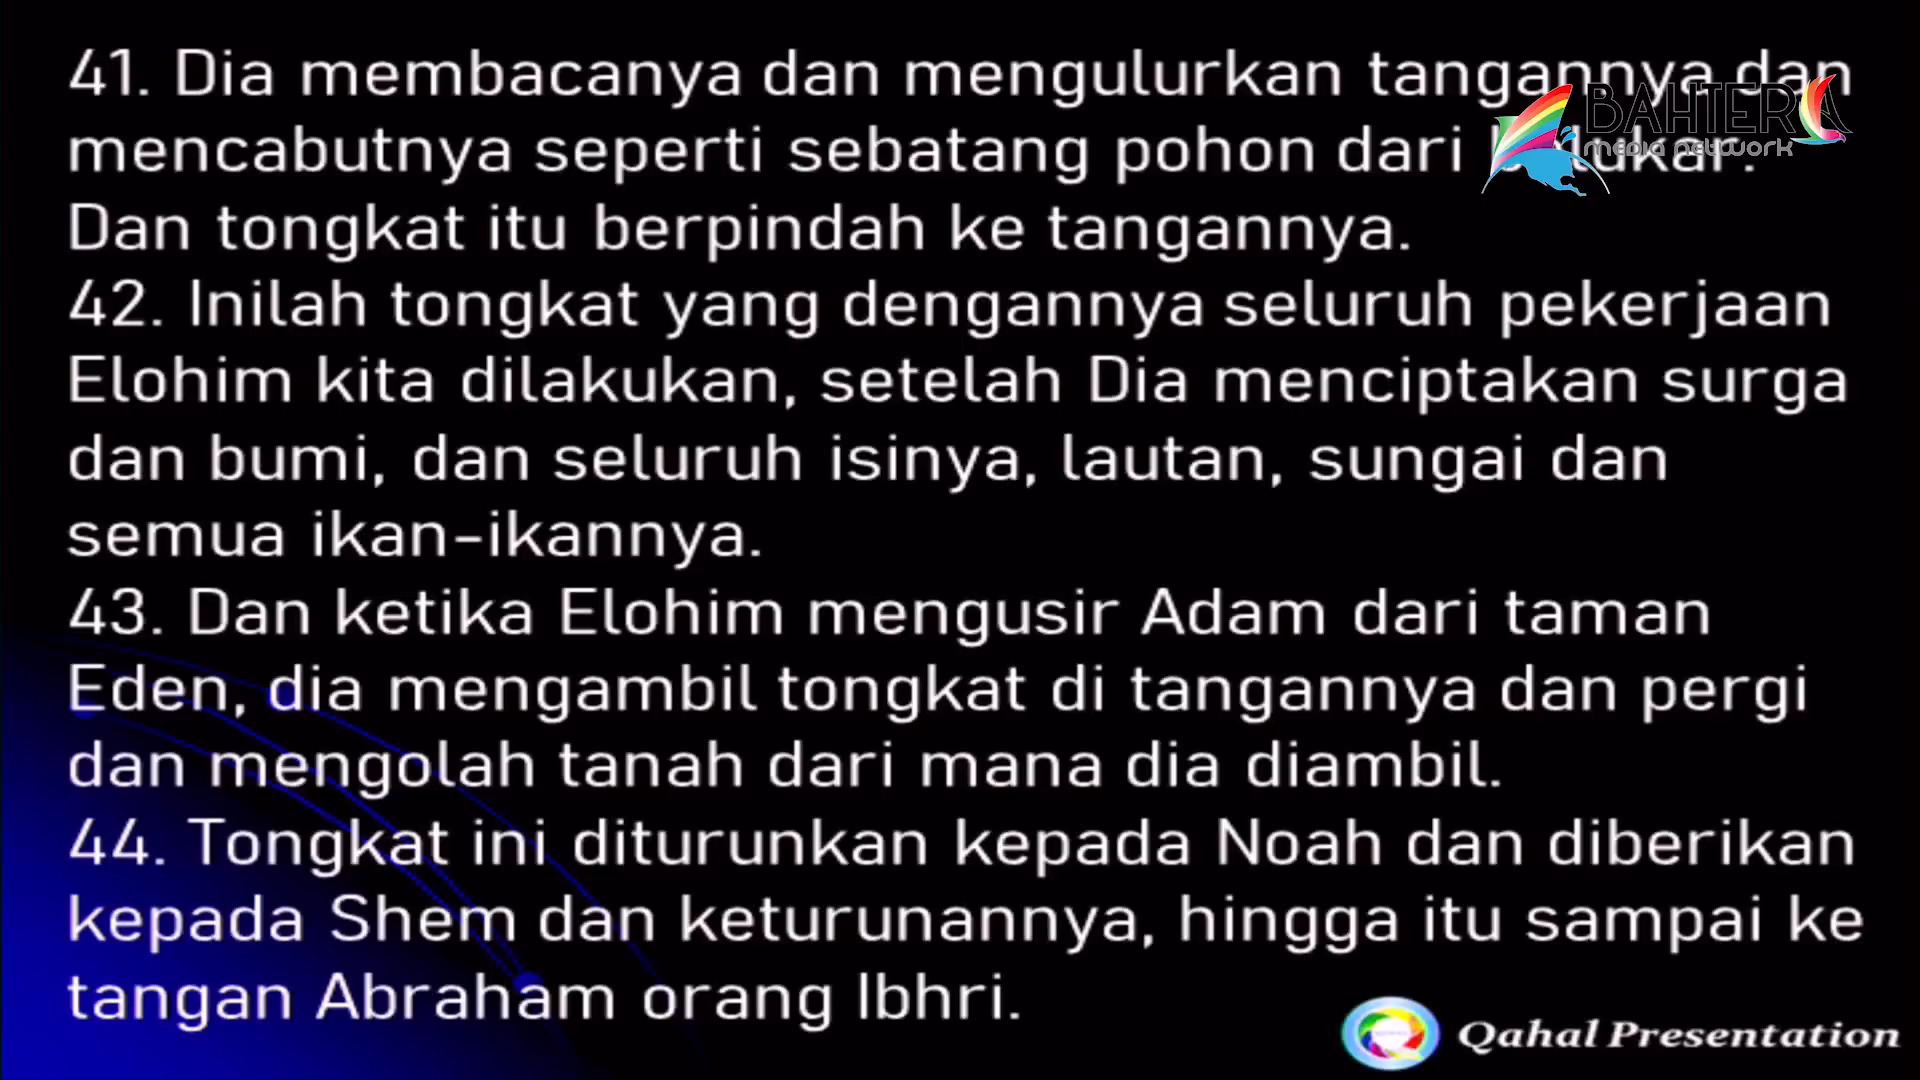 41. Dia membacanya dan mengulurkan tangannya dan
mencabutnya seperti sebatang pohon dari
Dan tongkat itu berpindah ke tangannya.
42. Inilah tongkat yang dengannya seluruh pekerjaan
Elohim kita dilakukan, setelah Dia menciptakan surga
dan bumi, dan seluruh isinya, lautan, sungai dan
semua ikan-ikannya.
43. Dan ketika Elohim mengusir Adam dari taman
Eden, dia mengambil tongkat di tangannya dan pergi
dan mengolah tanah dari mana dia diambil.
44. Tongkat ini diturunkan kepada Noah dan diberikan
kepada Shem dan keturunannya, hingga itu sampai ke
tangan Abraham orang Ibhri.
BAHTERA
media network
Qahal Presentation